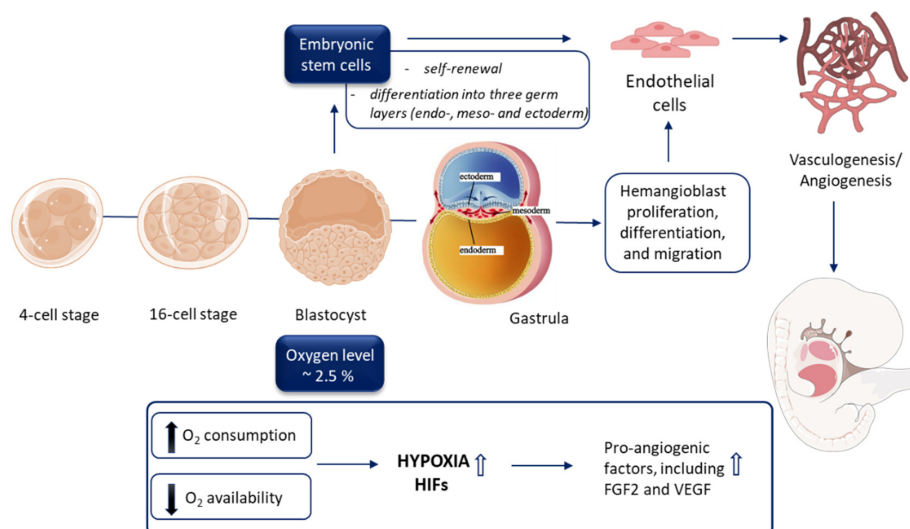 Embryonic
stem cells
- self-renewal
- differentiation into three germ
layers (endo-, meso- and ectoderm)
Endothelial
cells
Vasculogenesis/
Angiogenesis
ectoderm
mesoderm
endoderm
Hemangioblast
proliferation,
differentiation,
and migration
4-cell stage
16-cell stage
Blastocyst
Gastrula
Oxygen level
~ 2.5 %
O₂ consumption
O₂ availability
HYPOXIA
HIFs
Pro-angiogenic
factors, including
FGF2 and VEGF